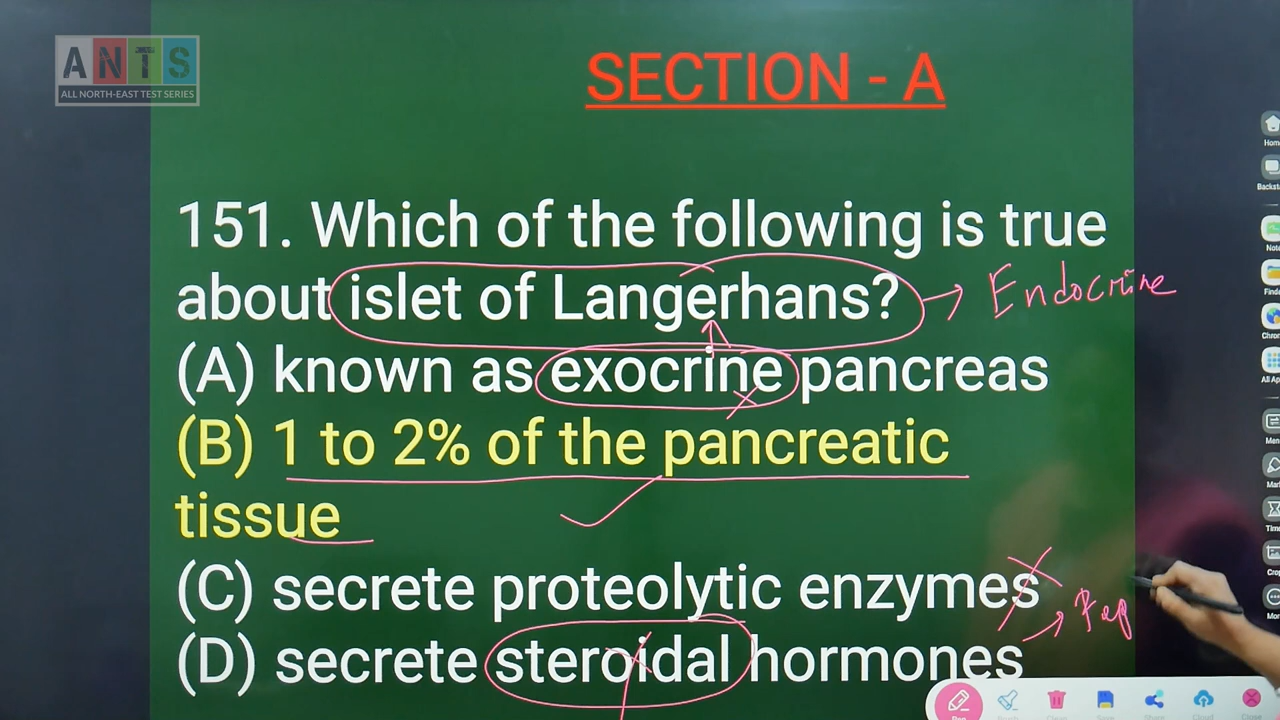 ANTS
ALL NORTH-EAST TEST SERIES
SECTION - A
151. Which of the following is true
about islet of Langerhans?
Endocrine
(A) known as exocrine pancreas
(B) 1 to 2% of the pancreatic
tissue
(C) secrete proteolytic enzymes
Pep
(D) secrete steroidal hormones